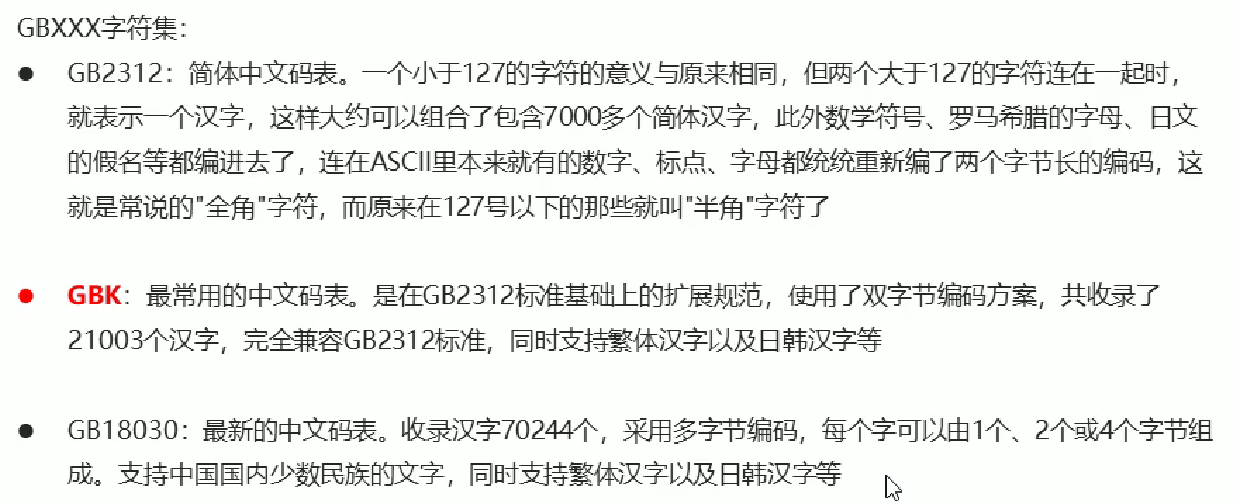 GBXXX字符集：
● GB2312：简体中文码表。一个小于127的字符的意义与原来相同，但两个大于127的字符连在一起时，
就表示一个汉字，这样大约可以组合了包含7000多个简体汉字，此外数学符号、罗马希腊的字母、日文
的假名等都编进去了，连在ASCII里本来就有的数字、标点、字母都统统重新编了两个字节长的编码，这
就是常说的"全角"字符，而原来在127号以下的那些就叫"半角"字符了
● GBK：最常用的中文码表。是在GB2312标准基础上的扩展规范，使用了双字节编码方案，共收录了
21003个汉字，完全兼容GB2312标准，同时支持繁体汉字以及日韩汉字等
● GB18030：最新的中文码表。收录汉字70244个，采用多字节编码，每个字可以由1个、2个或4个字节组
成。支持中国国内少数民族的文字，同时支持繁体汉字以及日韩汉字等